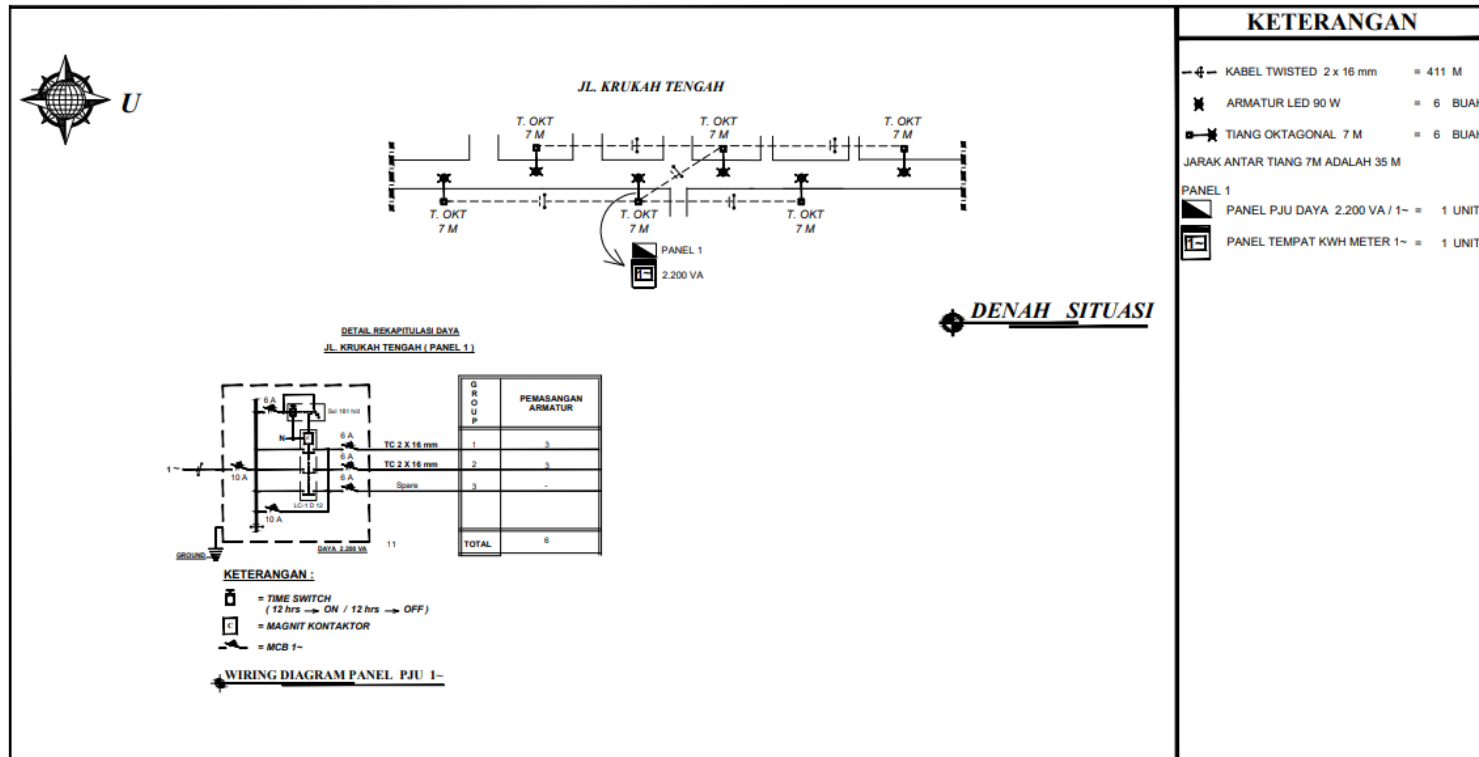 U
JL. KRUKAH TENGAH
T. OKT
7 M
T. OKT
7 M
T. OKT
7 M
T. OKT
7 M
T. OKT
7 M
T. OKT
7 M
PANEL 1
1~
2.200 VA
DENAH SITUASI
DETAIL REKAPITULASI DAYA
JL. KRUKAH TENGAH ( PANEL 1 )
6 A
N
6 A
6 A
6 A
1~
10 A
10 A
LC-1 D 12
TC 2 X 16 mm
TC 2 X 16 mm
Spare
GROUP
PEMASANGAN
ARMATUR
1 3
2 3
3 -
TOTAL 6
GROUND
DAYA 2.200 VA
11
KETERANGAN :
= TIME SWITCH
( 12 hrs → ON / 12 hrs → OFF )
C = MAGNIT KONTAKTOR
= MCB 1~
WIRING DIAGRAM PANEL PJU 1~
KETERANGAN
KABEL TWISTED 2 x 16 mm = 411 M
ARMATUR LED 90 W = 6 BUAH
TIANG OKTAGONAL 7 M = 6 BUAH
JARAK ANTAR TIANG 7M ADALAH 35 M
PANEL 1
PANEL PJU DAYA 2.200 VA / 1~ = 1 UNIT
1~ PANEL TEMPAT KWH METER 1~ = 1 UNIT